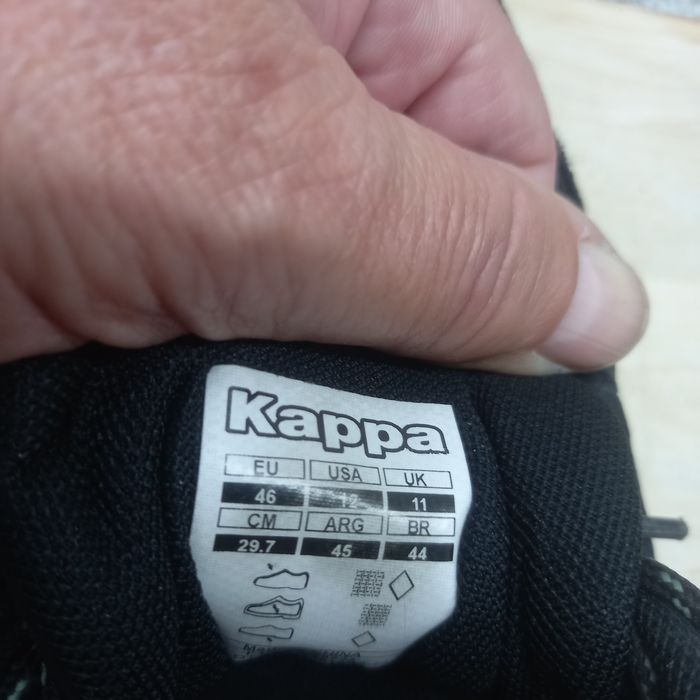 Kappa
EU USA UK
46 12 11
CM ARG BR
29.7 45 44